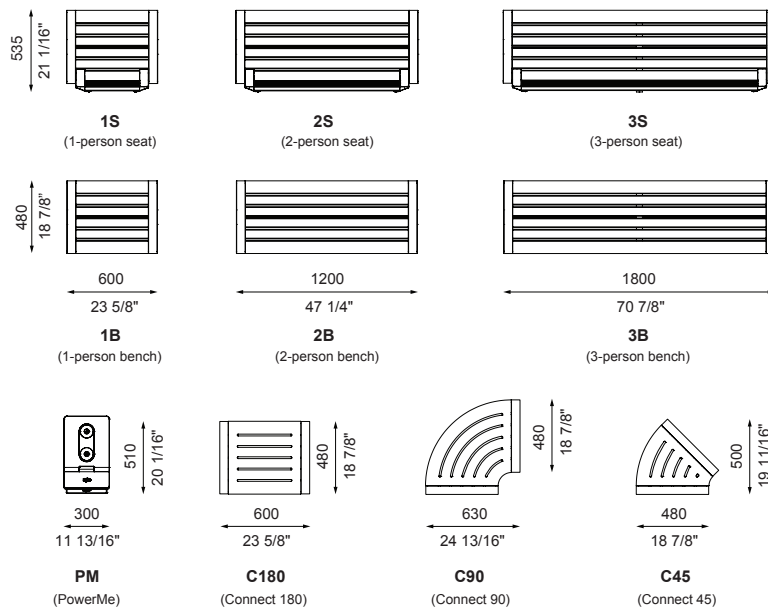 535
21 1/16"
1S
(1-person seat)
2S
(2-person seat)
3S
(3-person seat)
480
18 7/8"
600
23 5/8"
1B
(1-person bench)
1200
47 1/4"
2B
(2-person bench)
1800
70 7/8"
3B
(3-person bench)
510
20 1/16"
300
11 13/16"
PM
(PowerMe)
480
18 7/8"
600
23 5/8"
C180
(Connect 180)
480
18 7/8"
630
24 13/16"
C90
(Connect 90)
500
19 11/16"
480
18 7/8"
C45
(Connect 45)